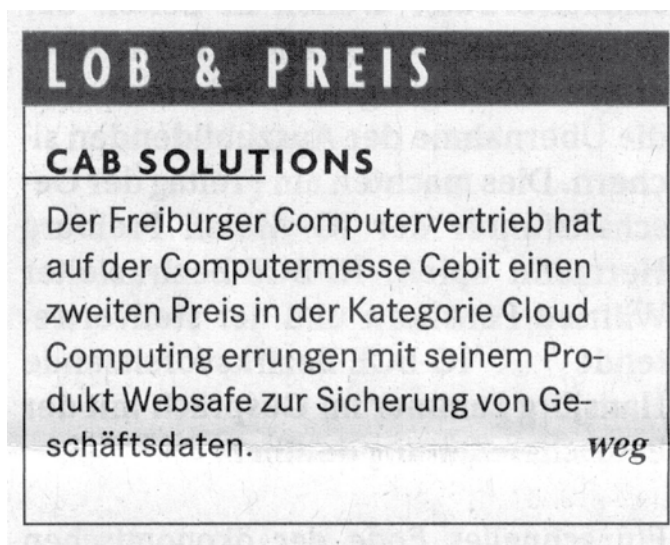 LOB & PREIS
CAB SOLUTIONS
Der Freiburger Computervertrieb hat
auf der Computermesse Cebit einen
zweiten Preis in der Kategorie Cloud
Computing errungen mit seinem Pro-
dukt Websafe zur Sicherung von Ge-
schäftsdaten. weg